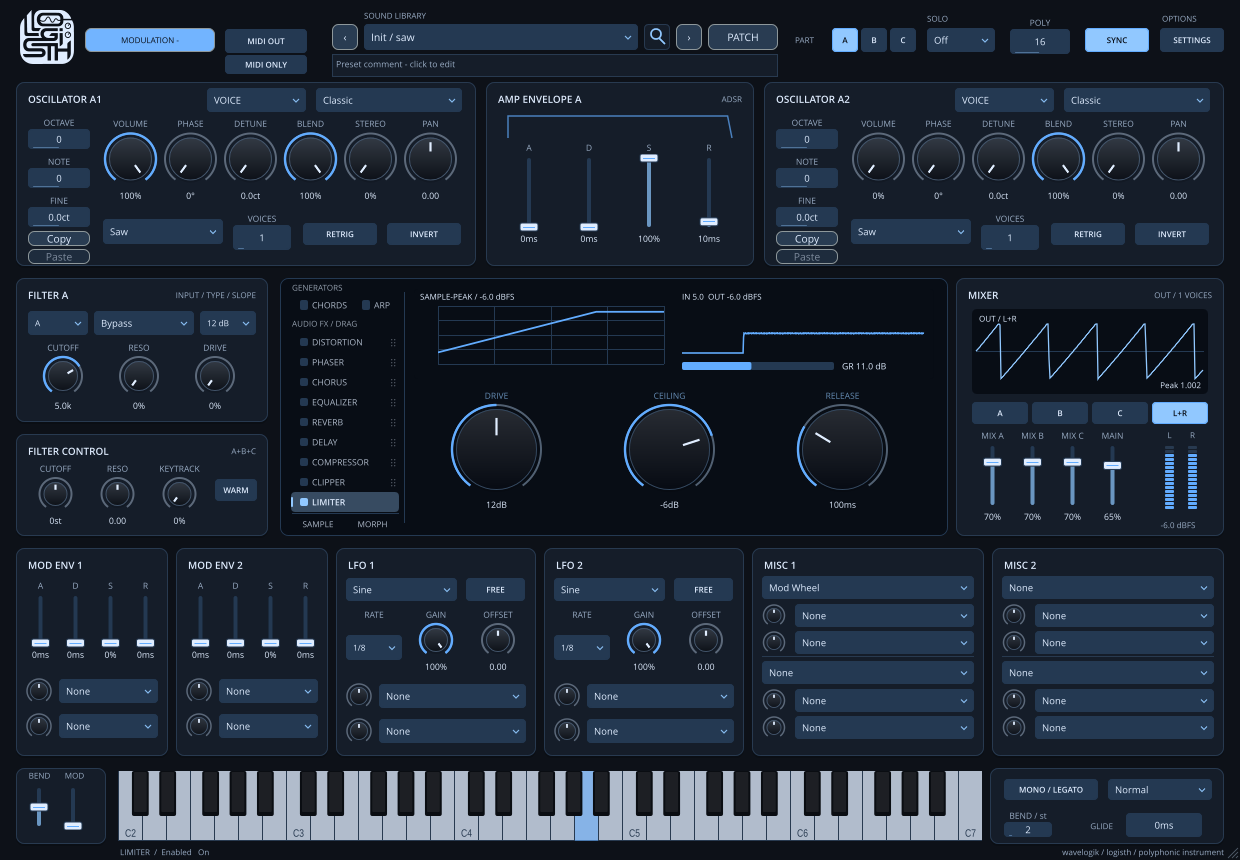 LOGISTH
MODULATION -
MIDI OUT
MIDI ONLY
SOUND LIBRARY
‹ Init / saw › PATCH
Preset comment - click to edit
PART A B C
SOLO
Off
POLY
16
SYNC
OPTIONS
SETTINGS
OSCILLATOR A1 VOICE Classic
OCTAVE VOLUME PHASE DETUNE BLEND STEREO PAN
0
NOTE
0
100% 0° 0.0ct 100% 0% 0.00
FINE
0.0ct
Copy
Paste
Saw
VOICES
1
RETRIG INVERT
AMP ENVELOPE A ADSR
A D S R
0ms 0ms 100% 10ms
OSCILLATOR A2 VOICE Classic
OCTAVE VOLUME PHASE DETUNE BLEND STEREO PAN
0
NOTE
0
0% 0° 0.0ct 100% 0% 0.00
FINE
0.0ct
Copy
Paste
Saw
VOICES
1
RETRIG INVERT
FILTER A INPUT / TYPE / SLOPE
A Bypass 12 dB
CUTOFF RESO DRIVE
5.0k 0% 0%
FILTER CONTROL A+B+C
CUTOFF RESO KEYTRACK
WARM
0st 0.00 0%
GENERATORS
CHORDS ARP
AUDIO FX / DRAG
DISTORTION
PHASER
CHORUS
EQUALIZER
REVERB
DELAY
COMPRESSOR
CLIPPER
LIMITER
SAMPLE MORPH
SAMPLE-PEAK / -6.0 dBFS
IN 5.0 OUT -6.0 dBFS
GR 11.0 dB
DRIVE CEILING RELEASE
12dB -6dB 100ms
MIXER OUT / 1 VOICES
OUT / L+R
Peak 1.002
A B C L+R
MIX A MIX B MIX C MAIN L R
70% 70% 70% 65%
-6.0 dBFS
MOD ENV 1
A D S R
0ms 0ms 0% 0ms
None
None
MOD ENV 2
A D S R
0ms 0ms 0% 0ms
None
None
LFO 1
Sine FREE
RATE GAIN OFFSET
1/8
100% 0.00
None
None
LFO 2
Sine FREE
RATE GAIN OFFSET
1/8
100% 0.00
None
None
MISC 1
Mod Wheel
None
None
None
None
None
MISC 2
None
None
None
None
None
None
BEND MOD
C2 C3 C4 C5 C6 C7
MONO / LEGATO Normal
BEND / st
2
GLIDE 0ms
LIMITER / Enabled On
wavelogik / logisth / polyphonic instrument